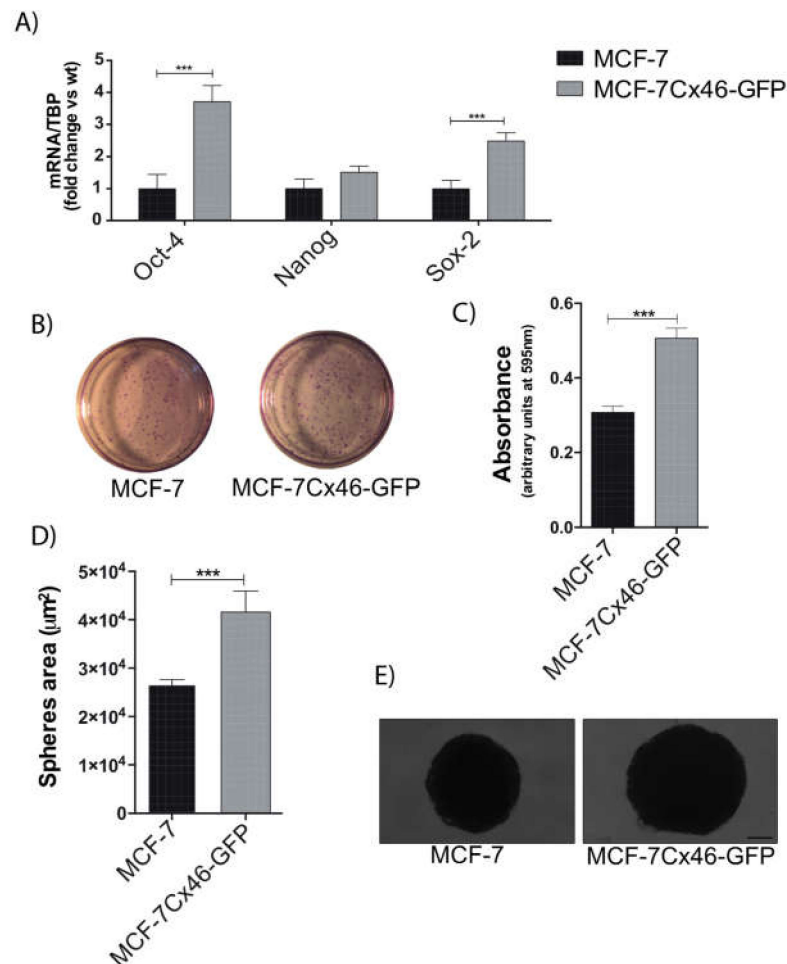 A)
MCF-7
MCF-7Cx46-GFP
mRNA/TBP
(fold change vs wt)
5
4
3
2
1
0
***
***
Oct-4
Nanog
Sox-2
B)
MCF-7
MCF-7Cx46-GFP
C)
Absorbance
(arbitrary units at 595nm)
0.6
0.4
0.2
0.0
***
MCF-7
MCF-7Cx46-GFP
D)
Spheres area (μm²)
5×10⁴
4×10⁴
3×10⁴
2×10⁴
1×10⁴
0
***
MCF-7
MCF-7Cx46-GFP
E)
MCF-7
MCF-7Cx46-GFP